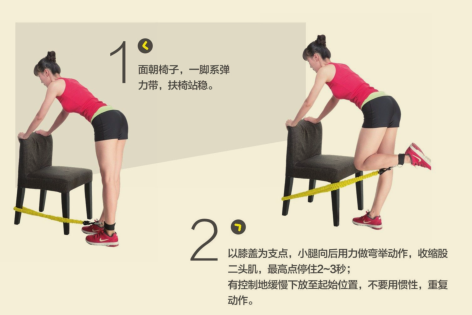 1
面朝椅子，一脚系弹
力带，扶椅站稳。
2
以膝盖为支点，小腿向后用力做弯举动作，收缩股
二头肌，最高点停住2~3秒；
有控制地缓慢下放至起始位置，不要用惯性，重复
动作。